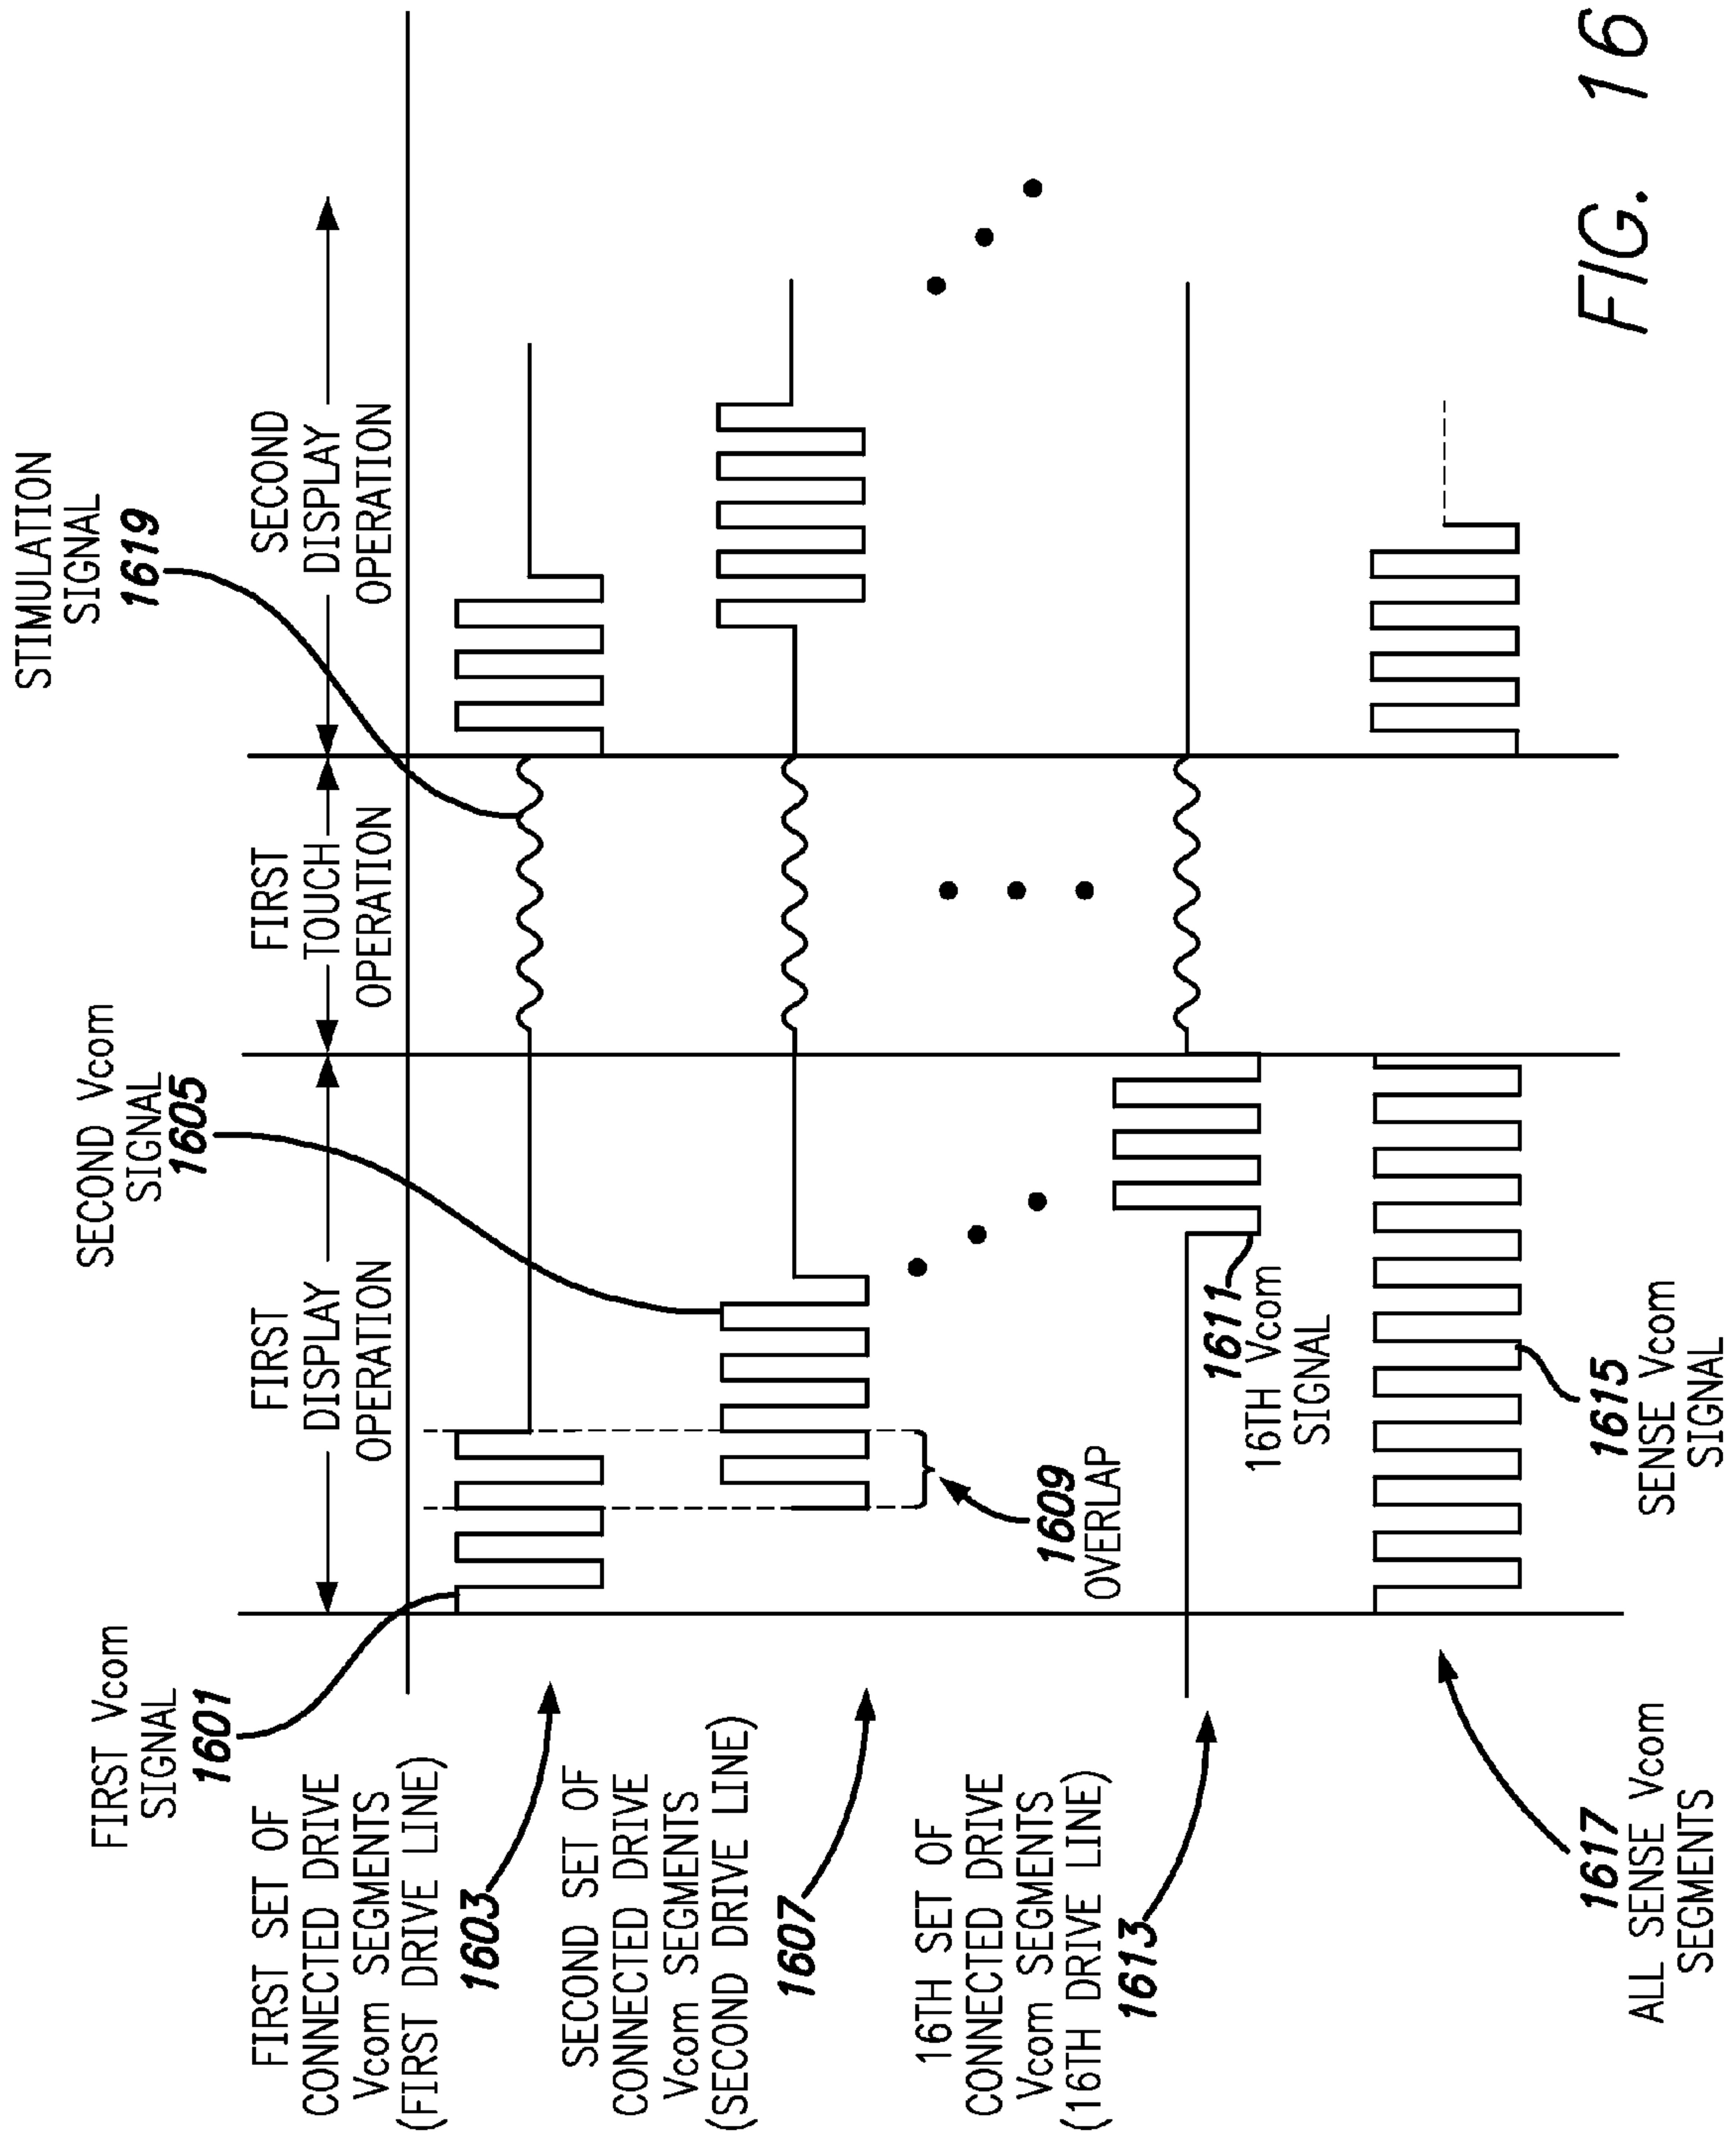 FIRST Vcom
SIGNAL
1601
SECOND Vcom
SIGNAL
1605
STIMULATION
SIGNAL
1619
FIRST
DISPLAY
OPERATION
FIRST
TOUCH
OPERATION
SECOND
DISPLAY
OPERATION
FIRST SET OF
CONNECTED DRIVE
Vcom SEGMENTS
(FIRST DRIVE LINE)
1603
SECOND SET OF
CONNECTED DRIVE
Vcom SEGMENTS
(SECOND DRIVE LINE)
1607
1609
OVERLAP
16TH SET OF
CONNECTED DRIVE
Vcom SEGMENTS
(16TH DRIVE LINE)
1613
1611
16TH Vcom
SIGNAL
1617
ALL SENSE Vcom
SEGMENTS
1615
SENSE Vcom
SIGNAL
FIG. 16